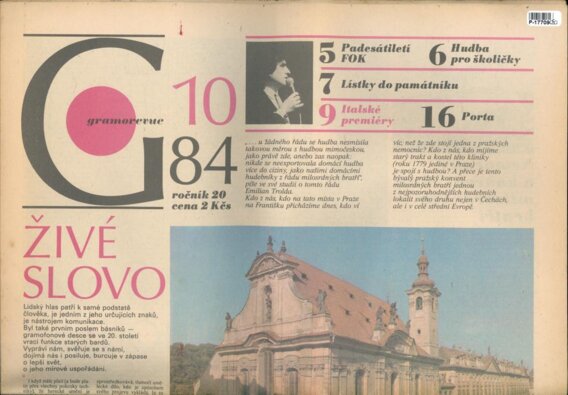 P-17709
G
gramorevue
10
84
ročník 20
cena 2 Kčs
5 Padesátiletí FOK
6 Hudba pro školičky
7 Lístky do památníku
9 Italské premiéry
16 Porta
„. . . u žádného řádu se hudba nesmísila
takovou měrou s hudbou mimočeskou,
jako právě zde, anebo zas naopak:
nikde se neexportovala domácí hudba
více do ciziny, jako našimi domácími
hudebníky z řádu milosrdných bratří",
píše ve své studii o tomto řádu
Emilian Trolda.
Kdo z nás, kdo na tato místa v Praze
na Františku přicházíme dnes, kdo ví
víc, než že zde stojí jedna z pražských
nemocnic? Kdo z nás, kdo míjíme
starý trakt a kostel této kliniky
(roku 1779 jediné v Praze)
je spojí s hudbou? A přece je tento
bývalý pražský konvent
milosrdných bratří jednou
z nejpozoruhodnějších hudebních
lokalit svého druhu nejen v Čechách,
ale i v celé střední Evropě.
ŽIVÉ
SLOVO
Lidský hlas patří k samé podstatě
člověka, je jedním z jeho určujících znaků,
je nástrojem komunikace.
Byl také prvním poslem básníků —
gramofonové desce se ve 20. století
vrací funkce starých bardů.
Vypráví nám, svěřuje se s námi,
dojímá nás i posiluje, burcuje v zápase
o lepší svět,
o jeho mírové uspořádání.